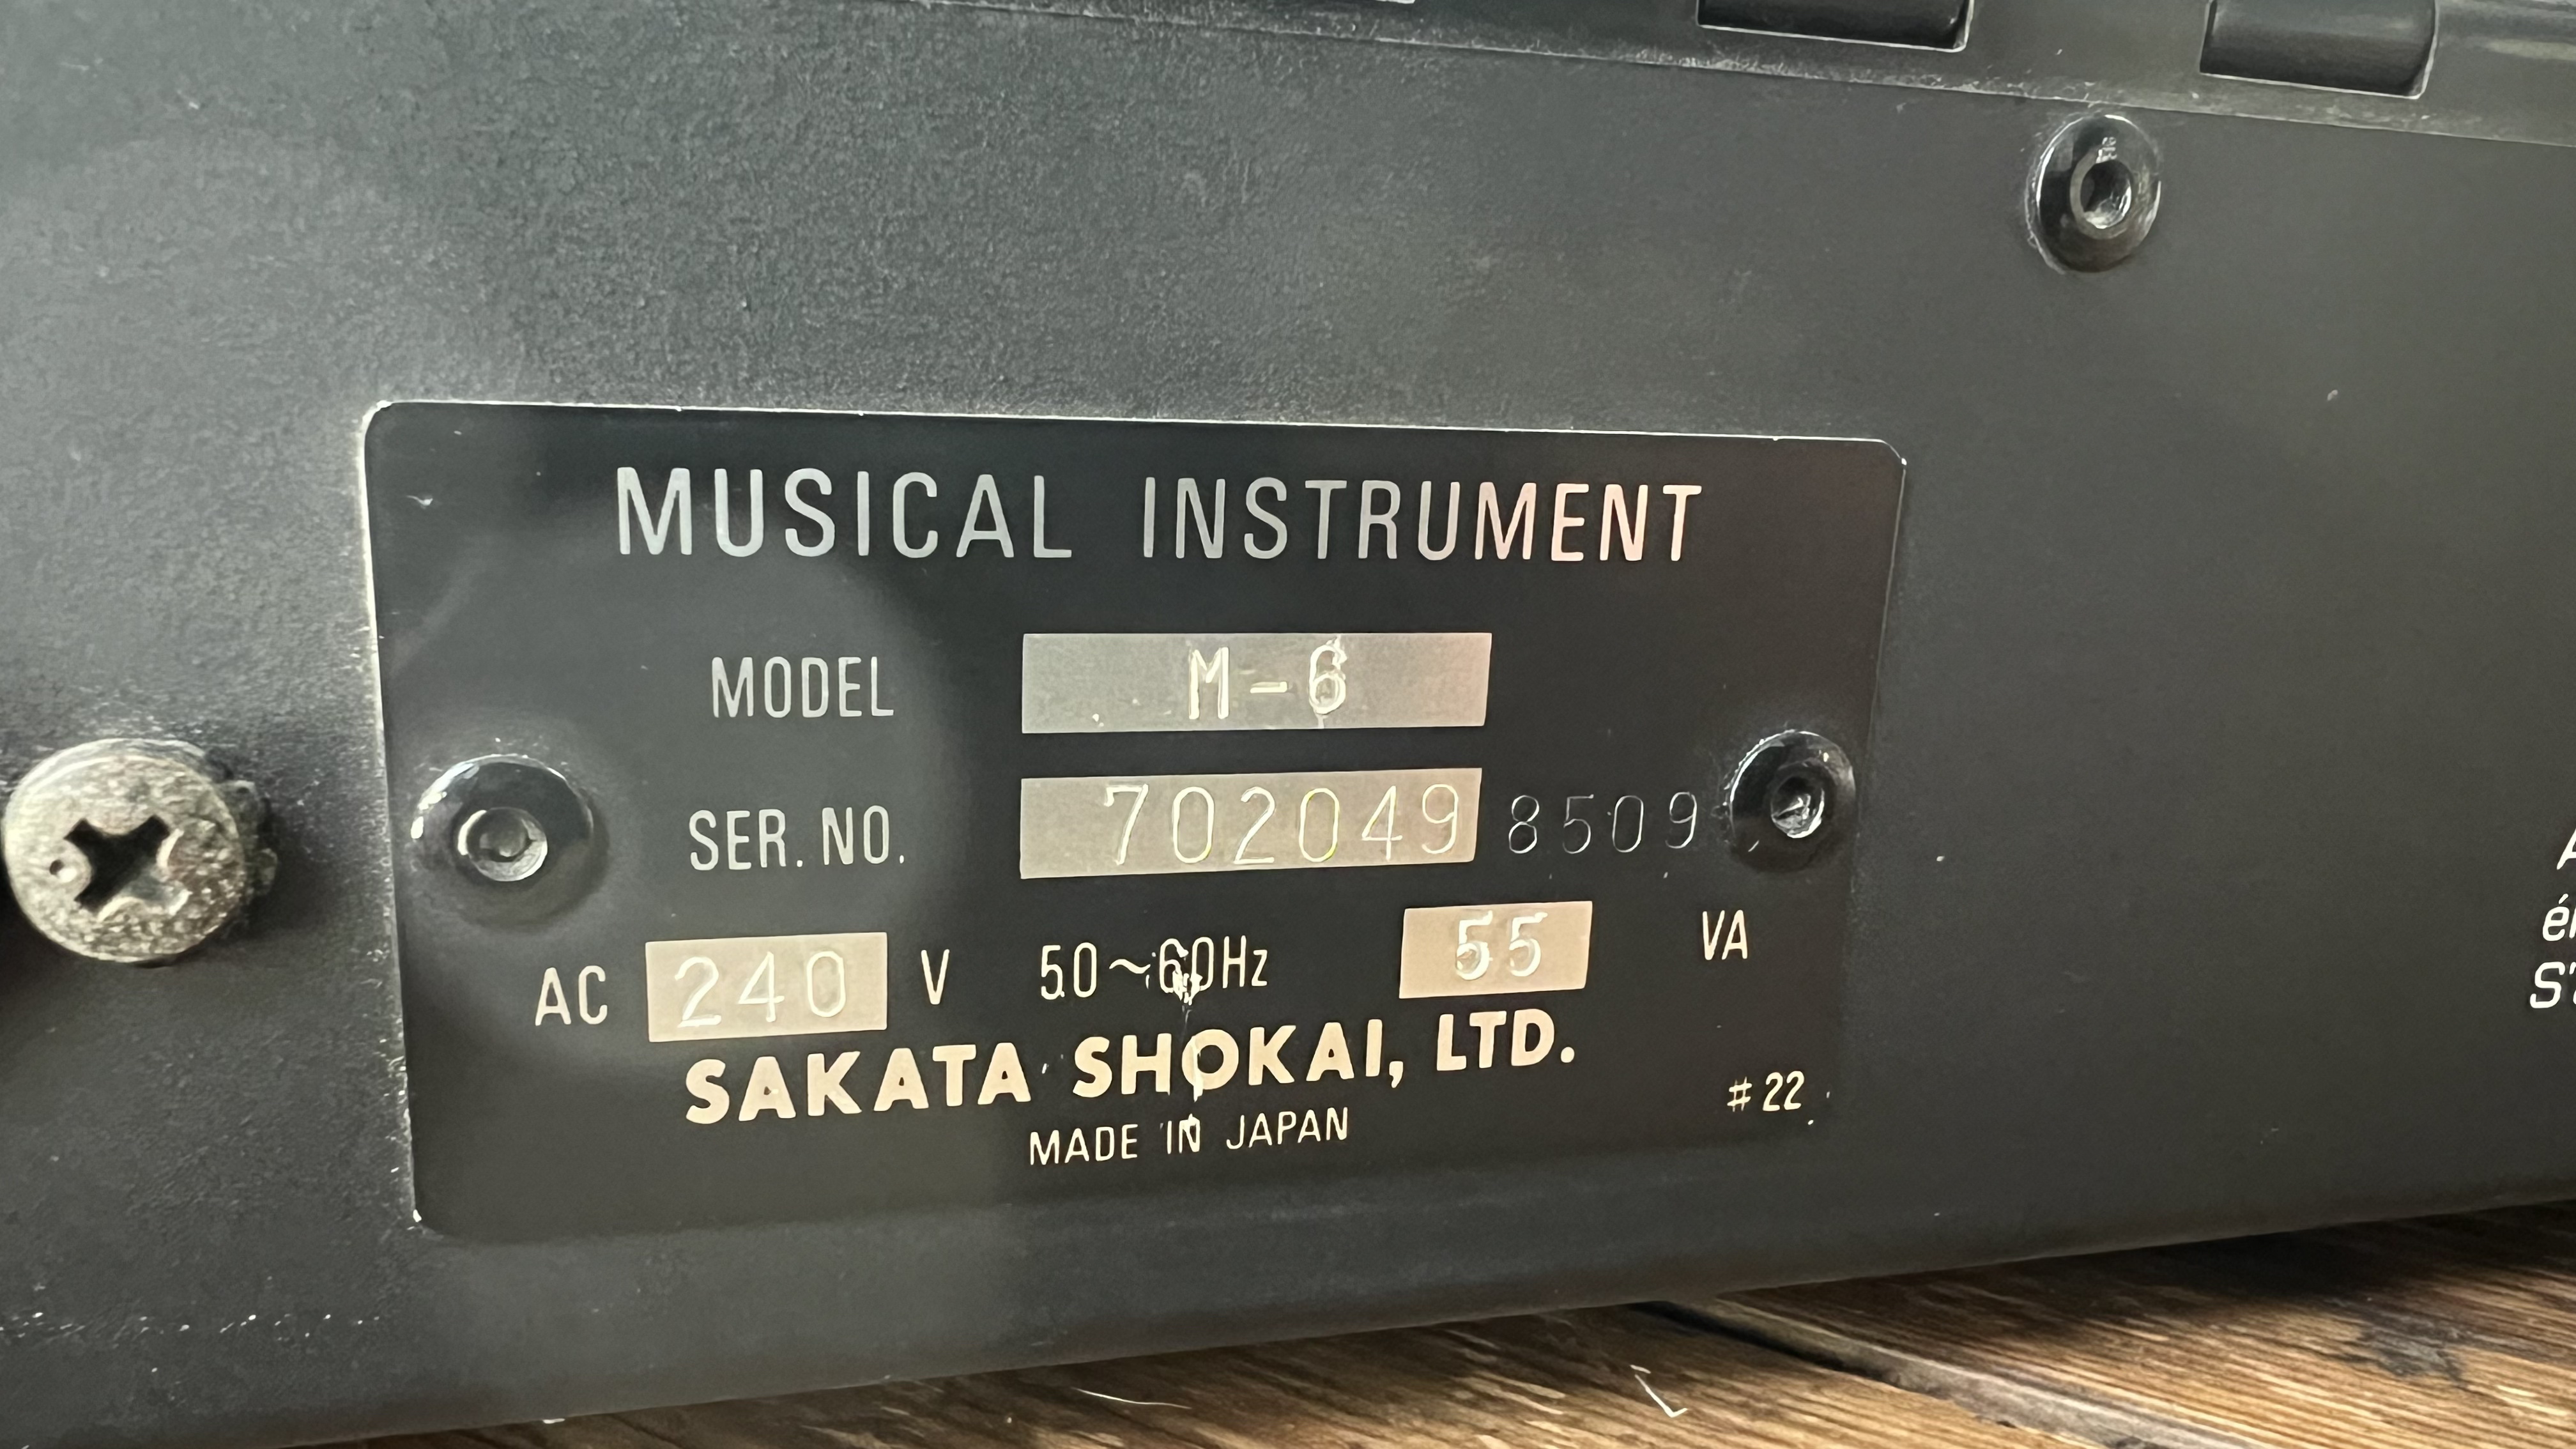 MUSICAL INSTRUMENT
MODEL M-6
SER. NO. 702049 8509
AC 240 V 50~60Hz 55 VA
SAKATA SHOKAI, LTD.
MADE IN JAPAN
#22